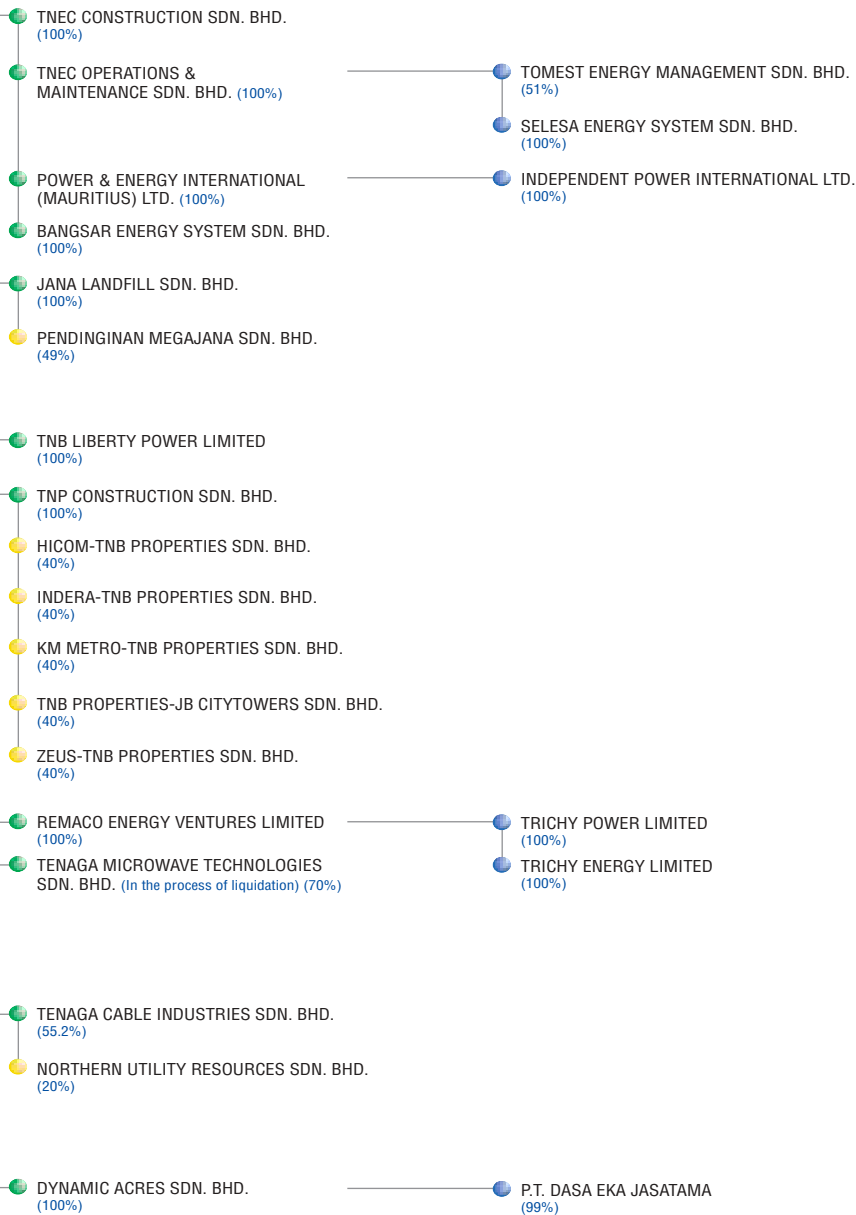 TNEC CONSTRUCTION SDN. BHD.
(100%)
TNEC OPERATIONS &
MAINTENANCE SDN. BHD. (100%)
TOMEST ENERGY MANAGEMENT SDN. BHD.
(51%)
SELESA ENERGY SYSTEM SDN. BHD.
(100%)
POWER & ENERGY INTERNATIONAL
(MAURITIUS) LTD. (100%)
INDEPENDENT POWER INTERNATIONAL LTD.
(100%)
BANGSAR ENERGY SYSTEM SDN. BHD.
(100%)
JANA LANDFILL SDN. BHD.
(100%)
PENDINGINAN MEGAJANA SDN. BHD.
(49%)
TNB LIBERTY POWER LIMITED
(100%)
TNP CONSTRUCTION SDN. BHD.
(100%)
HICOM-TNB PROPERTIES SDN. BHD.
(40%)
INDERA-TNB PROPERTIES SDN. BHD.
(40%)
KM METRO-TNB PROPERTIES SDN. BHD.
(40%)
TNB PROPERTIES-JB CITYTOWERS SDN. BHD.
(40%)
ZEUS-TNB PROPERTIES SDN. BHD.
(40%)
REMACO ENERGY VENTURES LIMITED
(100%)
TRICHY POWER LIMITED
(100%)
TENAGA MICROWAVE TECHNOLOGIES
SDN. BHD. (In the process of liquidation) (70%)
TRICHY ENERGY LIMITED
(100%)
TENAGA CABLE INDUSTRIES SDN. BHD.
(55.2%)
NORTHERN UTILITY RESOURCES SDN. BHD.
(20%)
DYNAMIC ACRES SDN. BHD.
(100%)
P.T. DASA EKA JASATAMA
(99%)